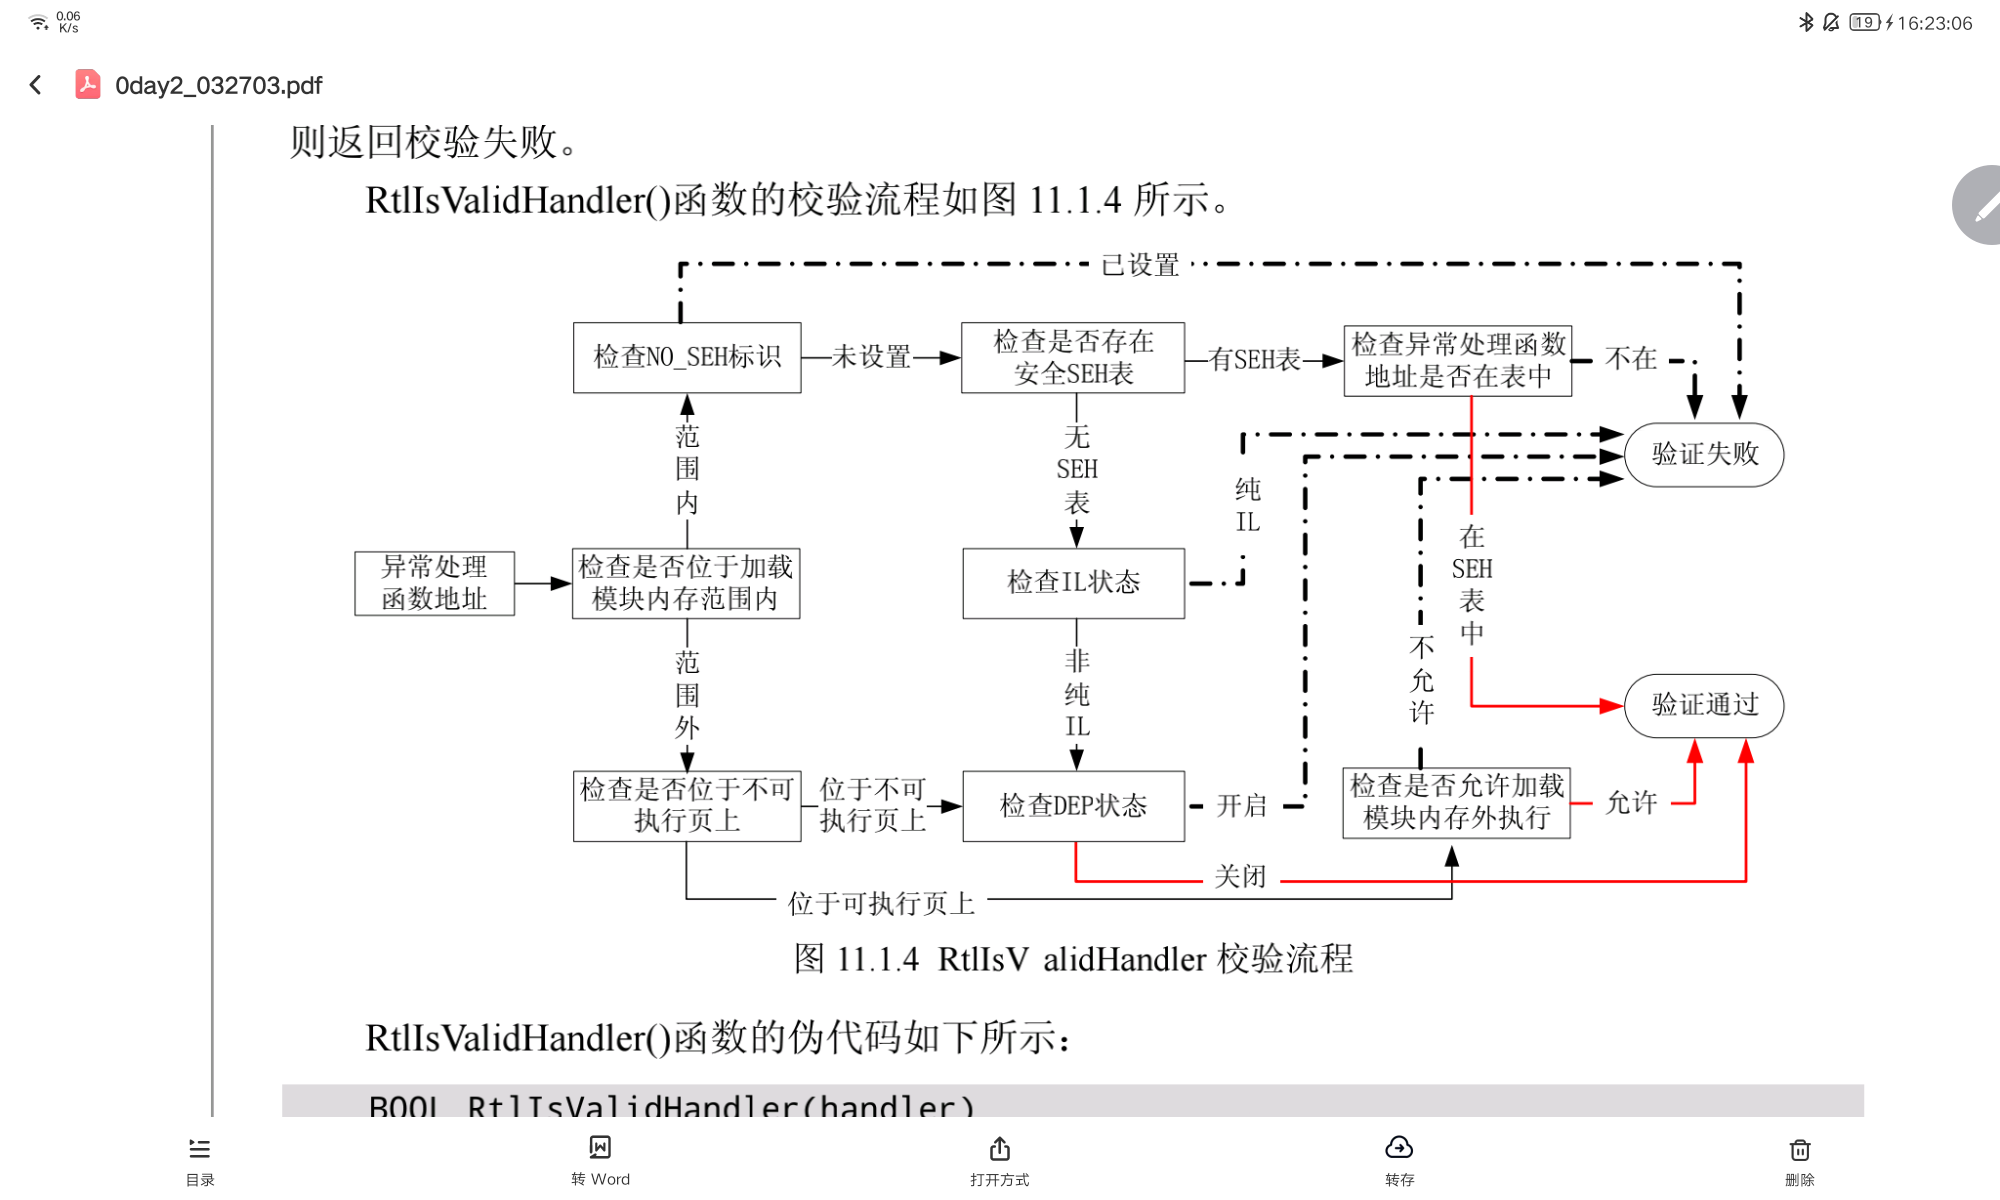 0.06
K/s
19
16:23:06
0day2_032703.pdf
则返回校验失败。
RtlIsValidHandler()函数的校验流程如图 11.1.4 所示。
已设置
检查NO_SEH标识
未设置
检查是否存在
安全SEH表
有SEH表
检查异常处理函数
地址是否在表中
不在
范
围
内
无
SEH
表
纯
IL
验证失败
在
SEH
表
中
异常处理
函数地址
检查是否位于加载
模块内存范围内
检查IL状态
范
围
外
非
纯
IL
不
允
许
验证通过
检查是否位于不可
执行页上
位于不可
执行页上
检查DEP状态
开启
检查是否允许加载
模块内存外执行
允许
关闭
位于可执行页上
图 11.1.4 RtlIsV alidHandler 校验流程
RtlIsValidHandler()函数的伪代码如下所示：
BOOL RtlIsValidHandler(handler)
目录
转 Word
打开方式
转存
删除